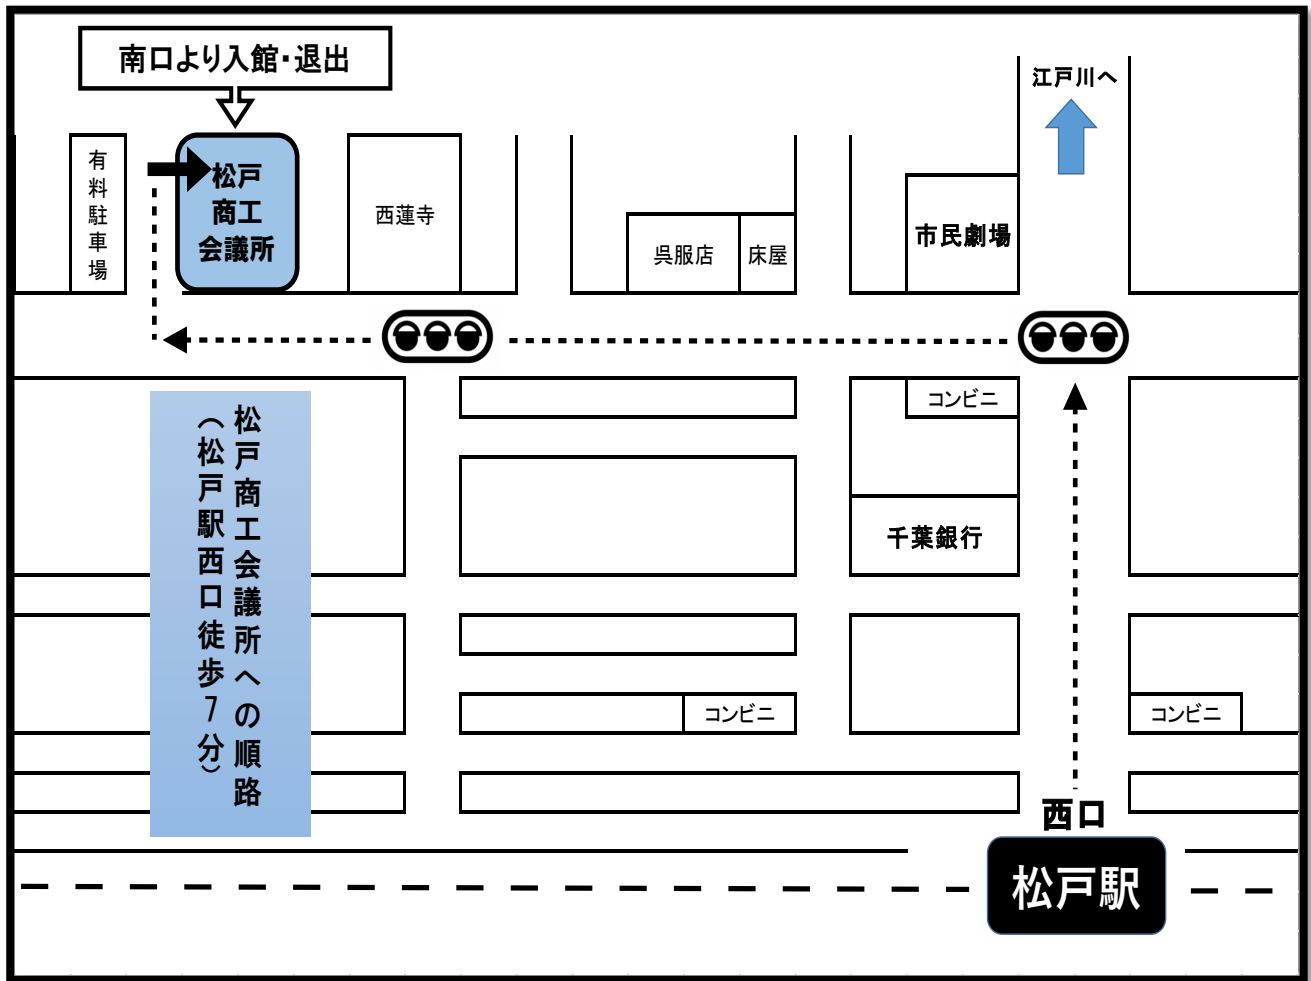 南口より入館・退出
江戸川へ
有料駐車場
松戸
商工
会議所
西蓮寺
呉服店
床屋
市民劇場
コンビニ
千葉銀行
松戸商工会議所への順路
（松戸駅西口徒歩７分）
コンビニ
コンビニ
西口
松戸駅